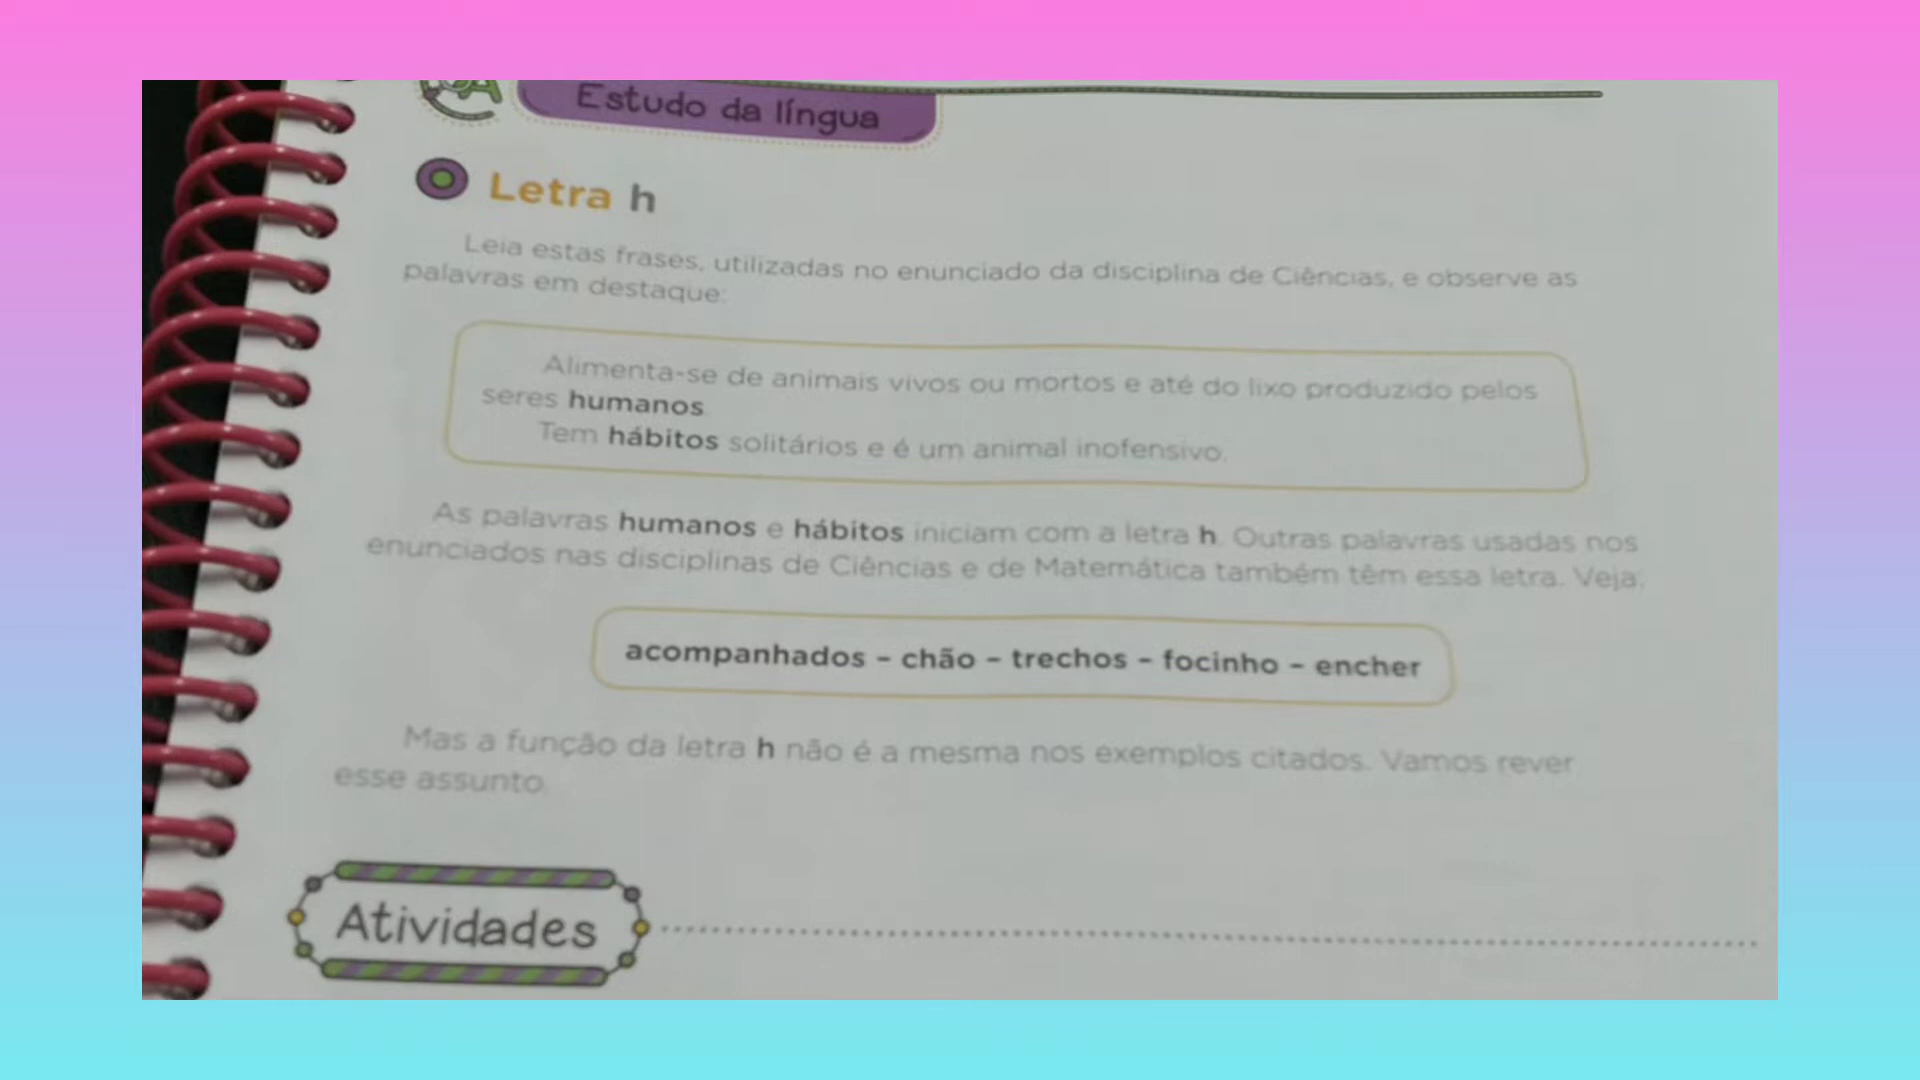 Estudo da língua
Letra h
Leia estas frases, utilizadas no enunciado da disciplina de Ciências, e observe as
palavras em destaque:
Alimenta-se de animais vivos ou mortos e até do lixo produzido pelos
seres humanos.
Tem hábitos solitários e é um animal inofensivo.
As palavras humanos e hábitos iniciam com a letra h. Outras palavras usadas nos
enunciados nas disciplinas de Ciências e de Matemática também têm essa letra. Veja:
acompanhados – chão – trechos – focinho – encher
Mas a função da letra h não é a mesma nos exemplos citados. Vamos rever
esse assunto.
Atividades